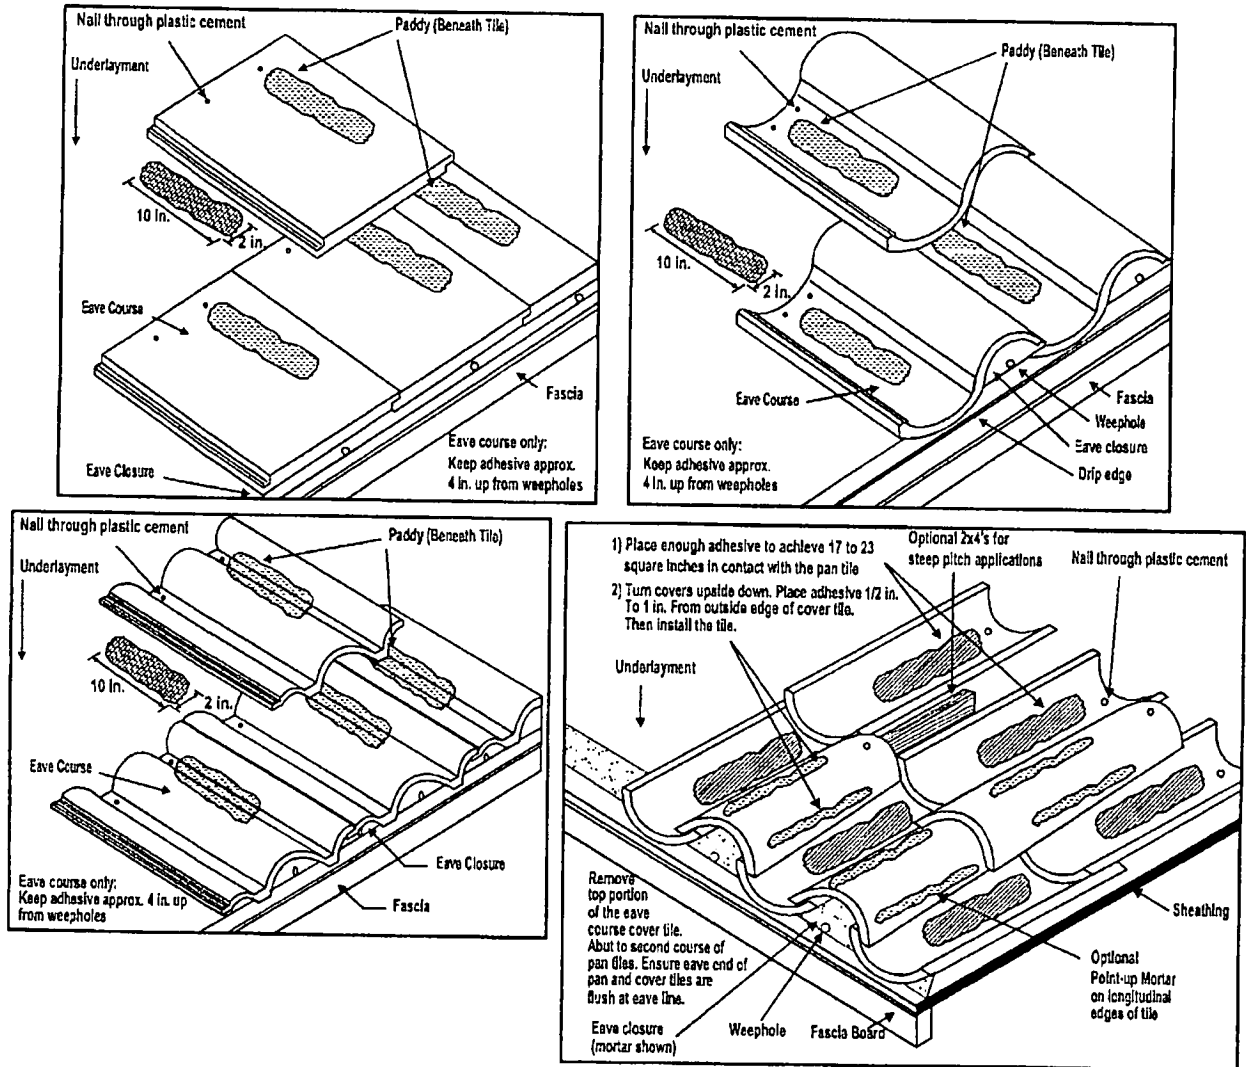 Nail through plastic cement
Paddy (Beneath Tile)
Underlayment
10 in.
2 in.
Eave Course
Fascia
Eave course only:
Keep adhesive approx.
4 in. up from weepholes
Eave Closure
Nail through plastic cement
Paddy (Beneath Tile)
Underlayment
10 in.
2 in.
Eave Course
Fascia
Weephole
Eave closure
Drip edge
Eave course only:
Keep adhesive approx.
4 in. up from weepholes
Nail through plastic cement
Paddy (Beneath Tile)
Underlayment
10 in.
2 in.
Eave Course
Eave Closure
Fascia
Eave course only:
Keep adhesive approx. 4 in. up
from weepholes
1) Place enough adhesive to achieve 17 to 23
square inches in contact with the pan tile
2) Turn covers upside down. Place adhesive 1/2 in.
To 1 in. From outside edge of cover tile.
Then install the tile.
Optional 2x4's for
steep pitch applications
Nail through plastic cement
Underlayment
Remove
top portion
of the eave
course cover tile.
Abut to second course of
pan tiles. Ensure eave end of
pan and cover tiles are
flush at eave line.
Eave closure
(mortar shown)
Weephole
Fascia Board
Sheathing
Optional
Point-up Mortar
on longitudinal
edges of tile